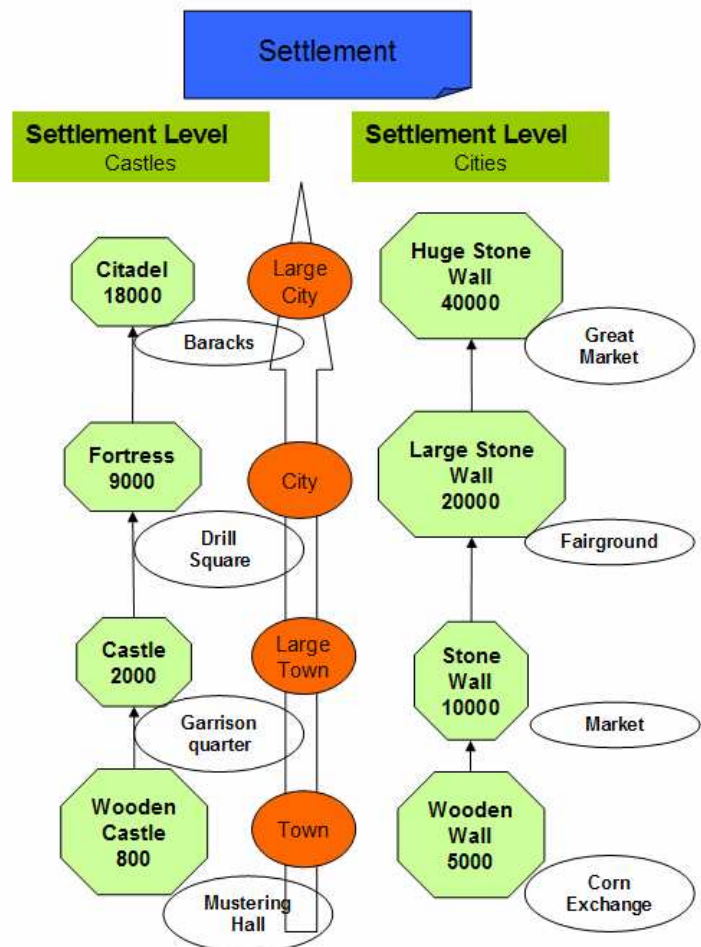 Settlement
Settlement Level
Castles
Settlement Level
Cities
Citadel
18000
Baracks
Fortress
9000
Drill
Square
Castle
2000
Garrison
quarter
Wooden
Castle
800
Mustering
Hall
Large
City
City
Large
Town
Town
Huge Stone
Wall
40000
Great
Market
Large Stone
Wall
20000
Fairground
Stone
Wall
10000
Market
Wooden
Wall
5000
Corn
Exchange